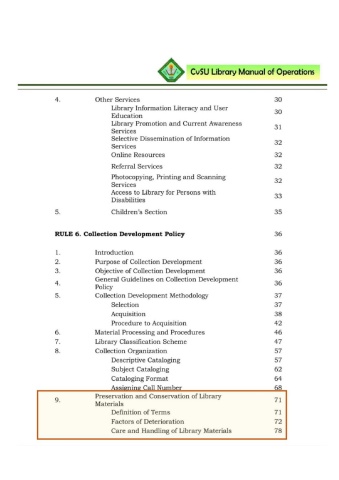 CvSU Library Manual of Operations
4. Other Services 30
Library Information Literacy and User
Education 30
Library Promotion and Current Awareness
Services 31
Selective Dissemination of Information
Services 32
Online Resources 32
Referral Services 32
Photocopying, Printing and Scanning
Services 32
Access to Library for Persons with
Disabilities 33
5. Children's Section 35
RULE 6. Collection Development Policy 36
1. Introduction 36
2. Purpose of Collection Development 36
3. Objective of Collection Development 36
4. General Guidelines on Collection Development
Policy 36
5. Collection Development Methodology 37
Selection 37
Acquisition 38
Procedure to Acquisition 42
6. Material Processing and Procedures 46
7. Library Classification Scheme 47
8. Collection Organization 57
Descriptive Cataloging 57
Subject Cataloging 62
Cataloging Format 64
Assigning Call Number 68
9. Preservation and Conservation of Library
Materials 71
Definition of Terms 71
Factors of Deterioration 72
Care and Handling of Library Materials 78